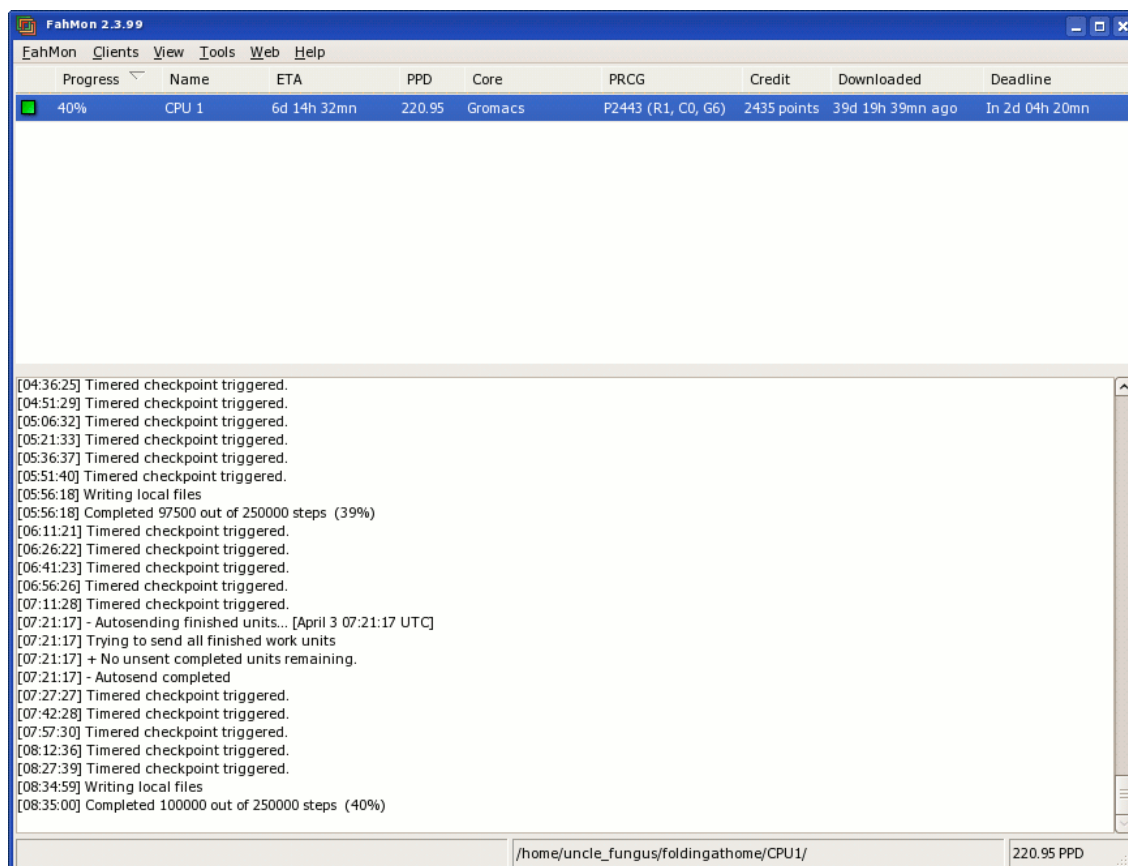 FahMon 2.3.99
FahMon Clients View Tools Web Help
Progress Name ETA PPD Core PRCG Credit Downloaded Deadline
40% CPU 1 6d 14h 32mn 220.95 Gromacs P2443 (R1, C0, G6) 2435 points 39d 19h 39mn ago In 2d 04h 20mn
[04:36:25] Timered checkpoint triggered.
[04:51:29] Timered checkpoint triggered.
[05:06:32] Timered checkpoint triggered.
[05:21:33] Timered checkpoint triggered.
[05:36:37] Timered checkpoint triggered.
[05:51:40] Timered checkpoint triggered.
[05:56:18] Writing local files
[05:56:18] Completed 97500 out of 250000 steps  (39%)
[06:11:21] Timered checkpoint triggered.
[06:26:22] Timered checkpoint triggered.
[06:41:23] Timered checkpoint triggered.
[06:56:26] Timered checkpoint triggered.
[07:11:28] Timered checkpoint triggered.
[07:21:17] - Autosending finished units... [April 3 07:21:17 UTC]
[07:21:17] Trying to send all finished work units
[07:21:17] + No unsent completed units remaining.
[07:21:17] - Autosend completed
[07:27:27] Timered checkpoint triggered.
[07:42:28] Timered checkpoint triggered.
[07:57:30] Timered checkpoint triggered.
[08:12:36] Timered checkpoint triggered.
[08:27:39] Timered checkpoint triggered.
[08:34:59] Writing local files
[08:35:00] Completed 100000 out of 250000 steps  (40%)
/home/uncle_fungus/foldingathome/CPU1/ 220.95 PPD